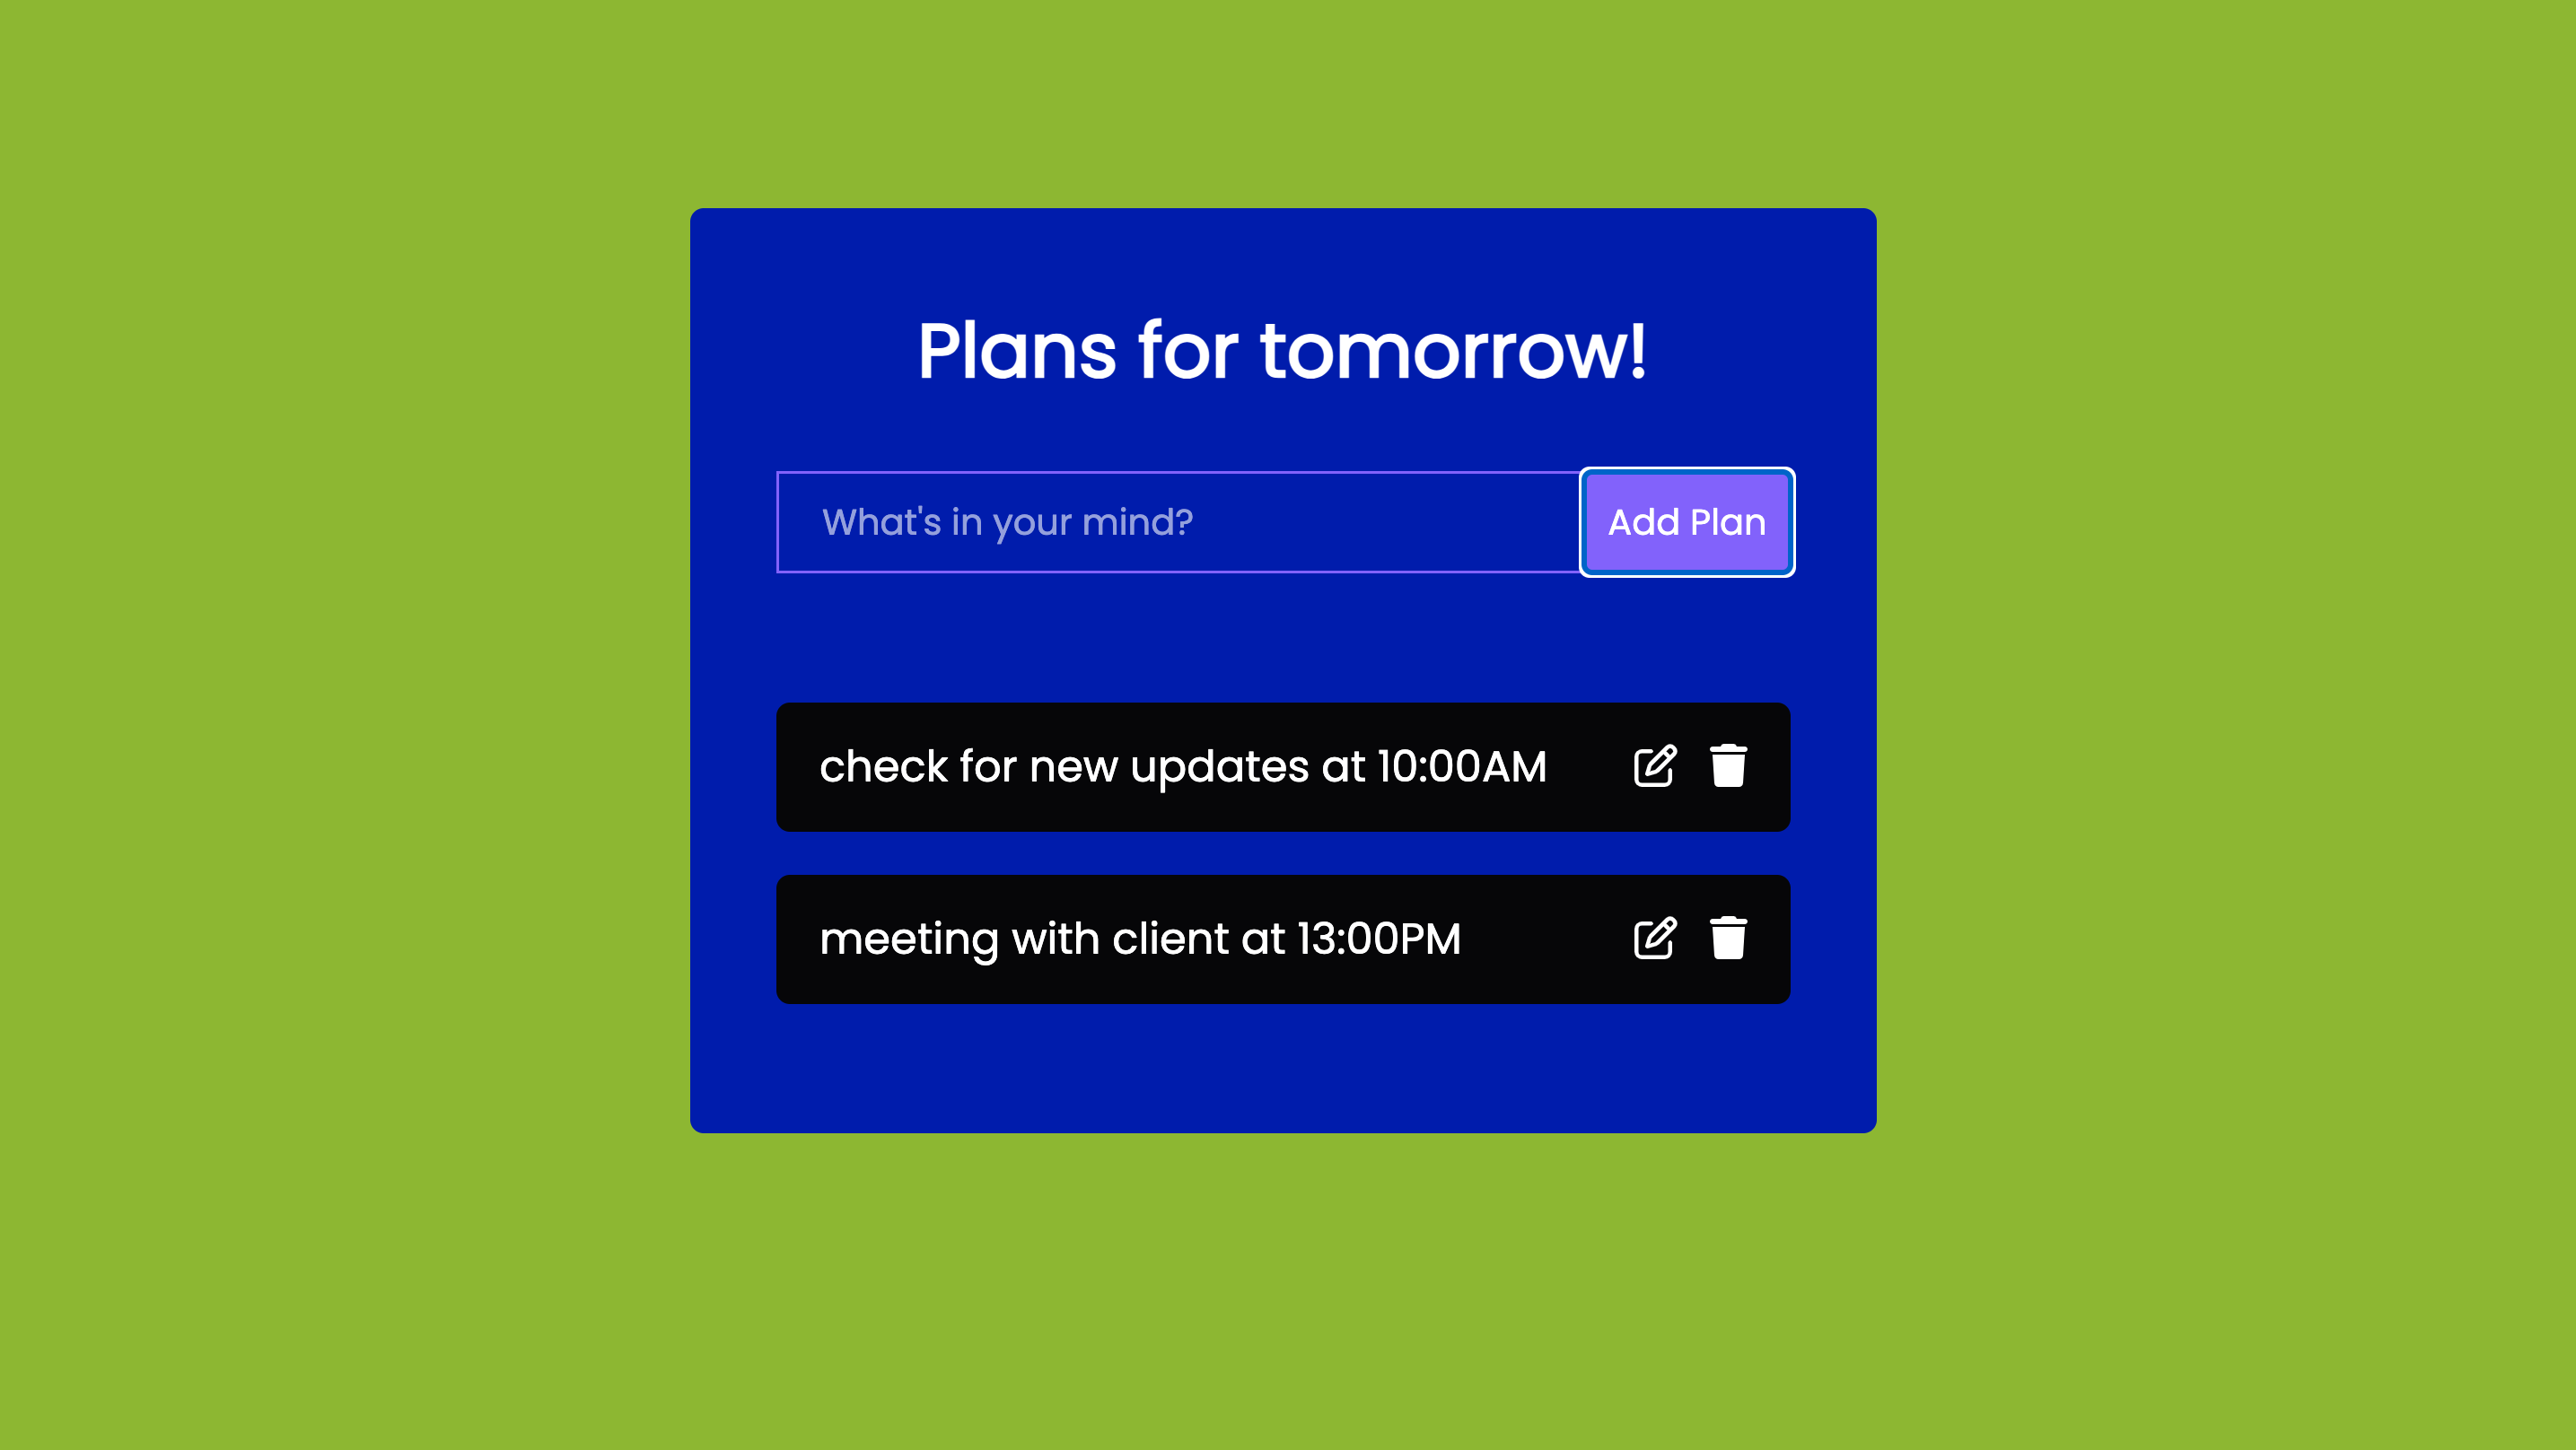 Plans for tomorrow!
What's in your mind?
Add Plan
check for new updates at 10:00AM
meeting with client at 13:00PM